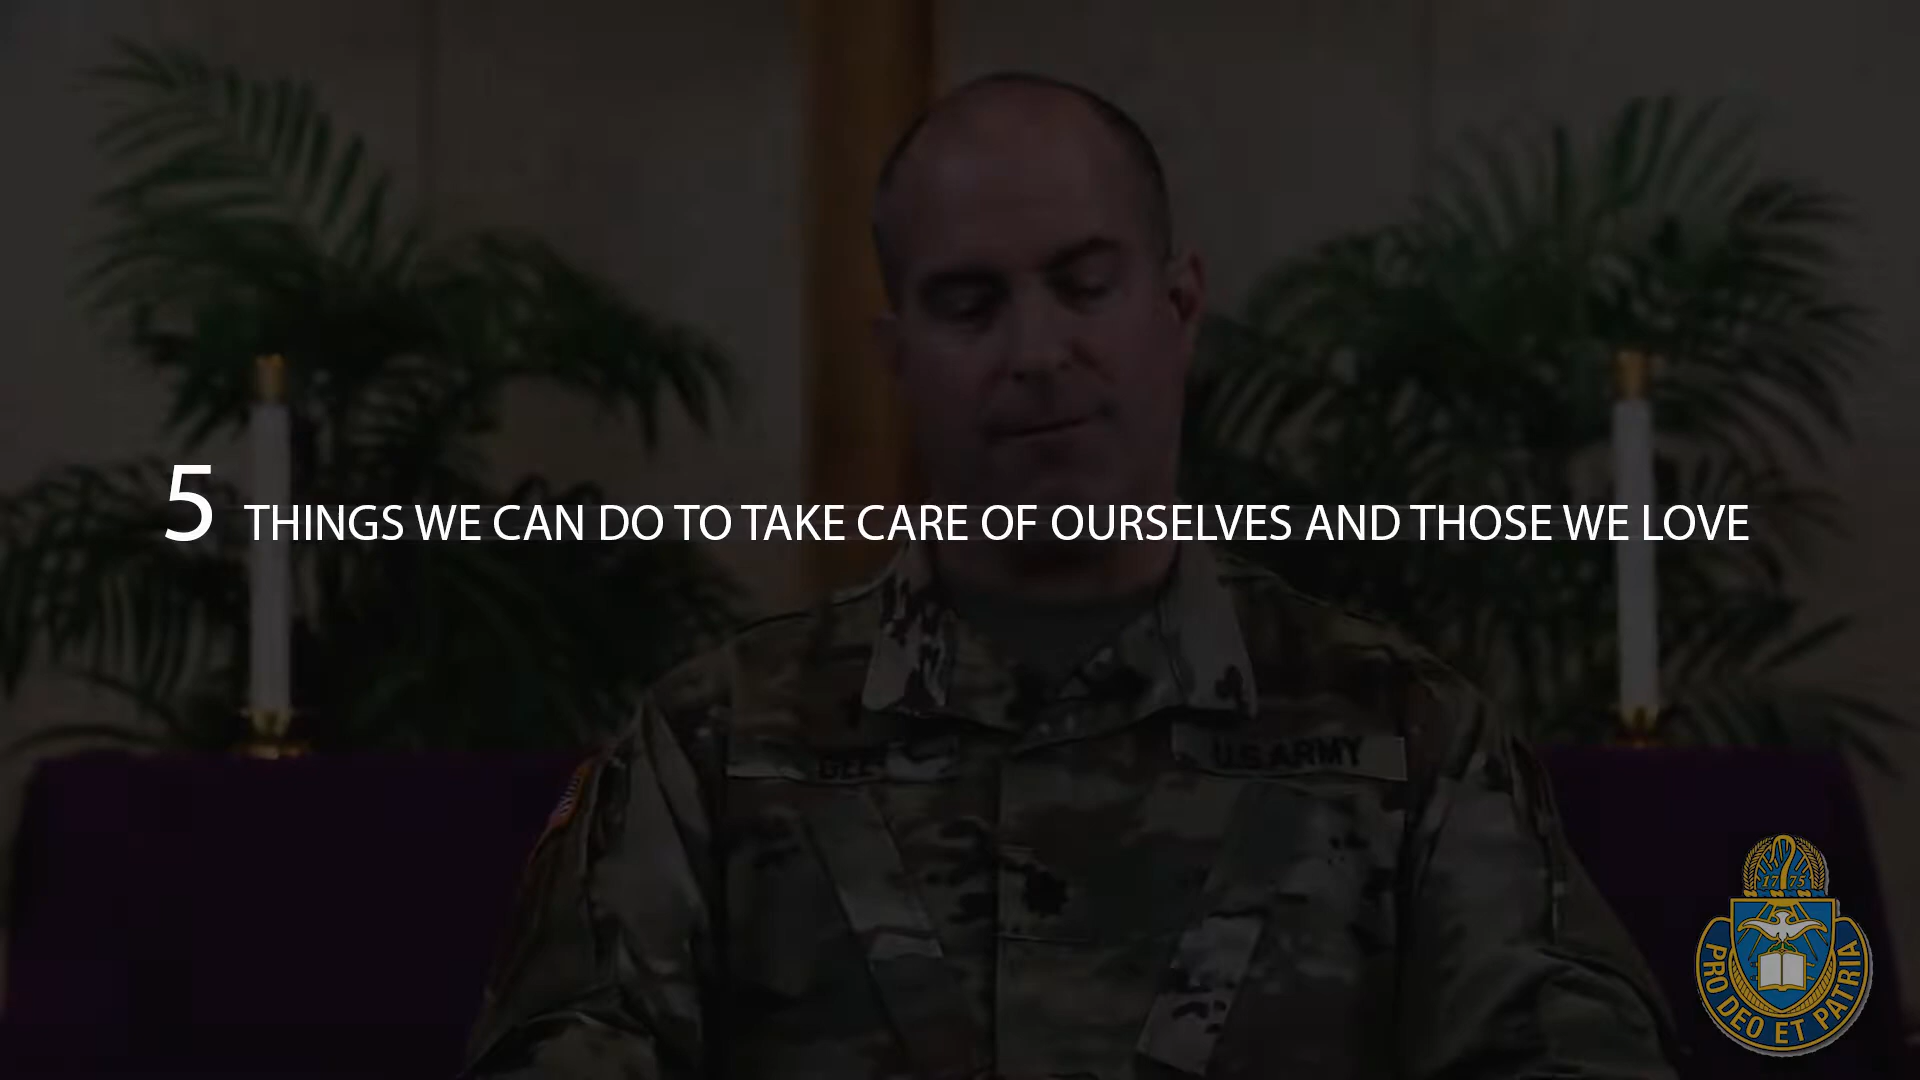 5 THINGS WE CAN DO TO TAKE CARE OF OURSELVES AND THOSE WE LOVE
U.S. ARMY
1775
PRO DEO ET PATRIA